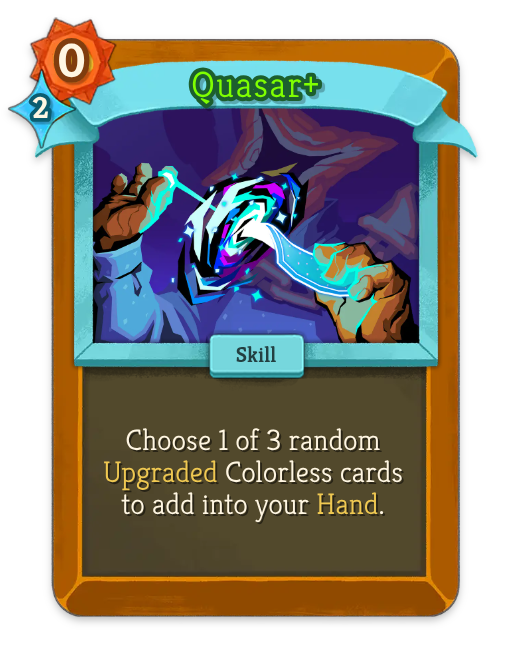 0
2
Quasar+
Skill
Choose 1 of 3 random
Upgraded Colorless cards
to add into your Hand.